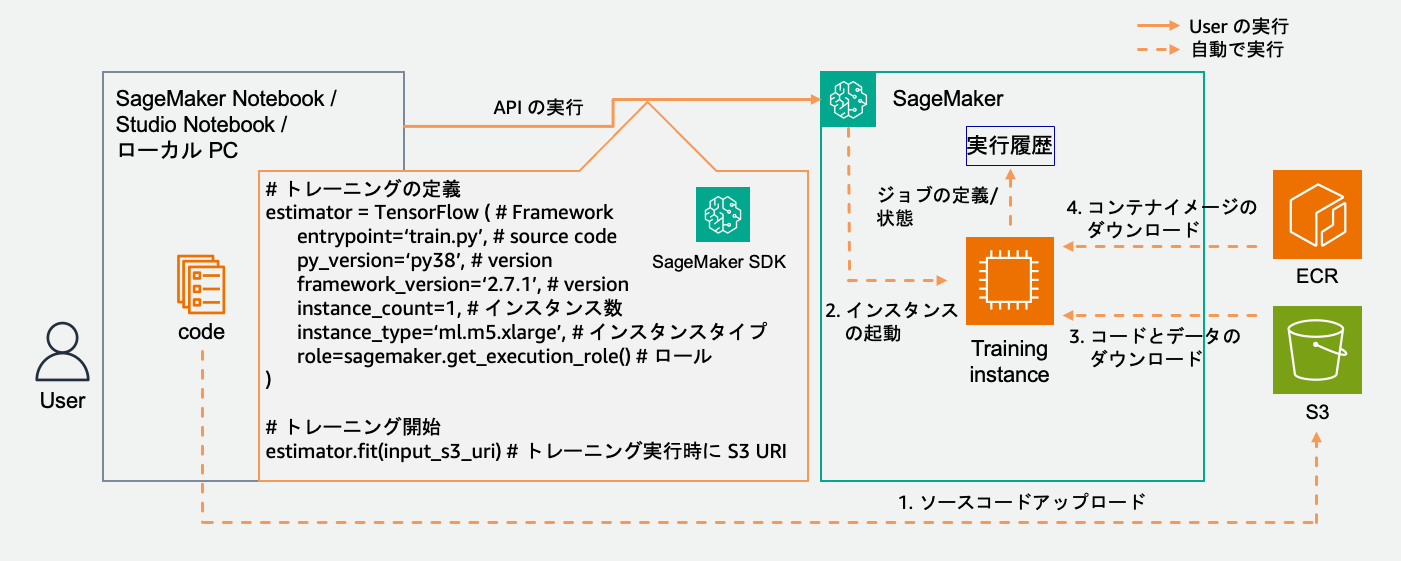 User の実行
自動で実行
SageMaker Notebook /
Studio Notebook /
ローカル PC
API の実行
SageMaker
実行履歴
ジョブの定義/
状態
# トレーニングの定義
estimator = TensorFlow ( # Framework
entrypoint=‘train.py’, # source code
py_version=‘py38’, # version
framework_version=‘2.7.1’, # version
instance_count=1, # インスタンス数
instance_type=‘ml.m5.xlarge’, # インスタンスタイプ
role=sagemaker.get_execution_role() # ロール
)
# トレーニング開始
estimator.fit(input_s3_uri) # トレーニング実行時に S3 URI
SageMaker SDK
code
User
2. インスタンス
の起動
Training
instance
4. コンテナイメージの
ダウンロード
ECR
3. コードとデータの
ダウンロード
S3
1. ソースコードアップロード